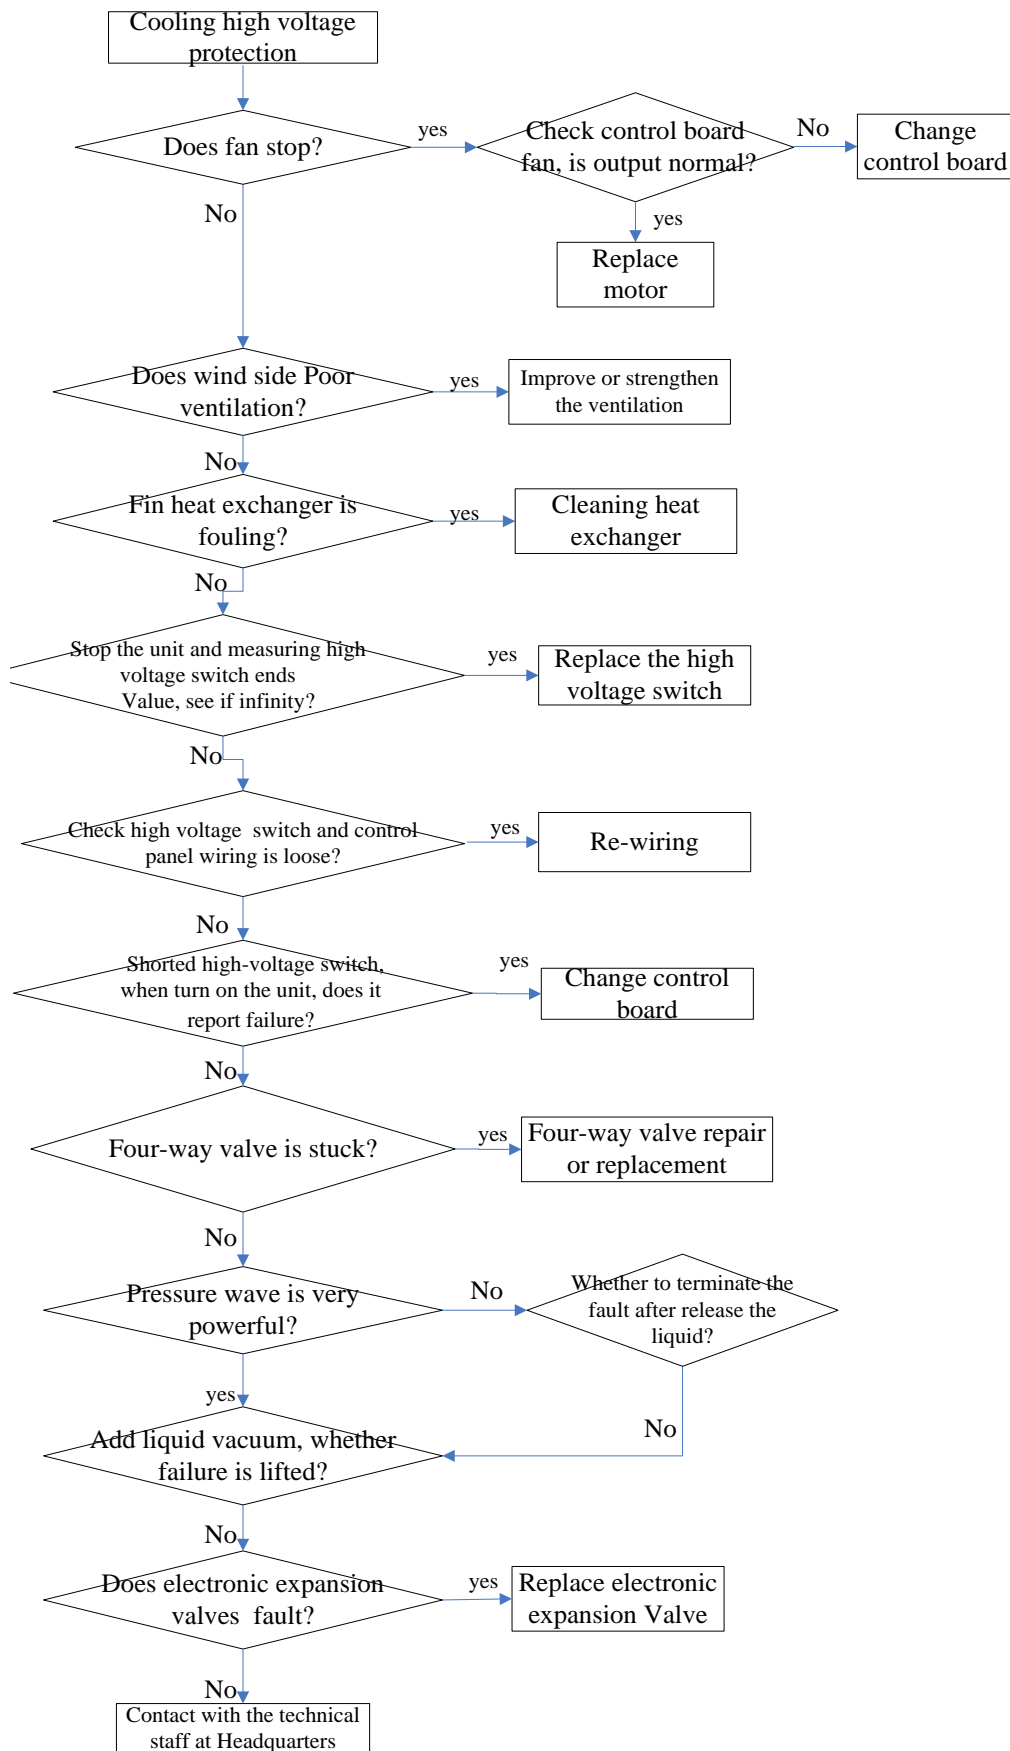 Cooling high voltage
protection
Does fan stop?
yes
Check control board
fan, is output normal?
No
Change
control board
No
yes
Replace
motor
Does wind side Poor
ventilation?
yes
Improve or strengthen
the ventilation
No
Fin heat exchanger is
fouling?
yes
Cleaning heat
exchanger
No
Stop the unit and measuring high
voltage switch ends
Value, see if infinity?
yes
Replace the high
voltage switch
No
Check high voltage switch and control
panel wiring is loose?
yes
Re-wiring
No
Shorted high-voltage switch,
when turn on the unit, does it
report failure?
yes
Change control
board
No
Four-way valve is stuck?
yes
Four-way valve repair
or replacement
No
Pressure wave is very
powerful?
No
Whether to terminate the
fault after release the
liquid?
yes
No
Add liquid vacuum, whether
failure is lifted?
No
Does electronic expansion
valves fault?
yes
Replace electronic
expansion Valve
No
Contact with the technical
staff at Headquarters